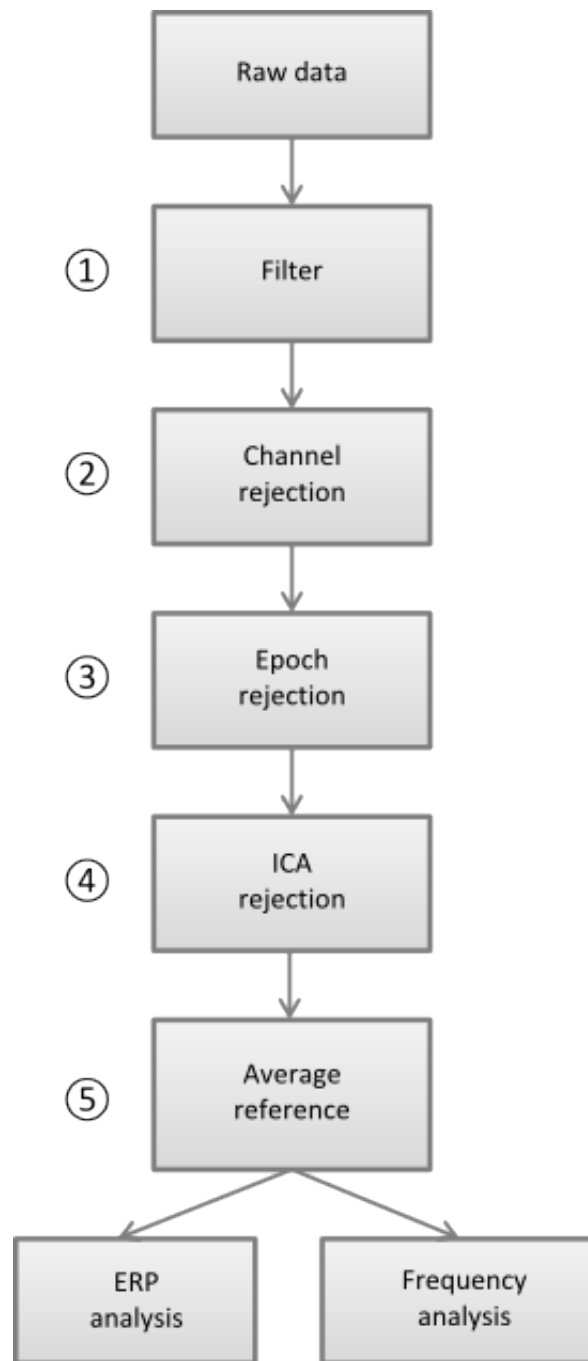 Raw data
①
Filter
②
Channel
rejection
③
Epoch
rejection
④
ICA
rejection
⑤
Average
reference
ERP
analysis
Frequency
analysis